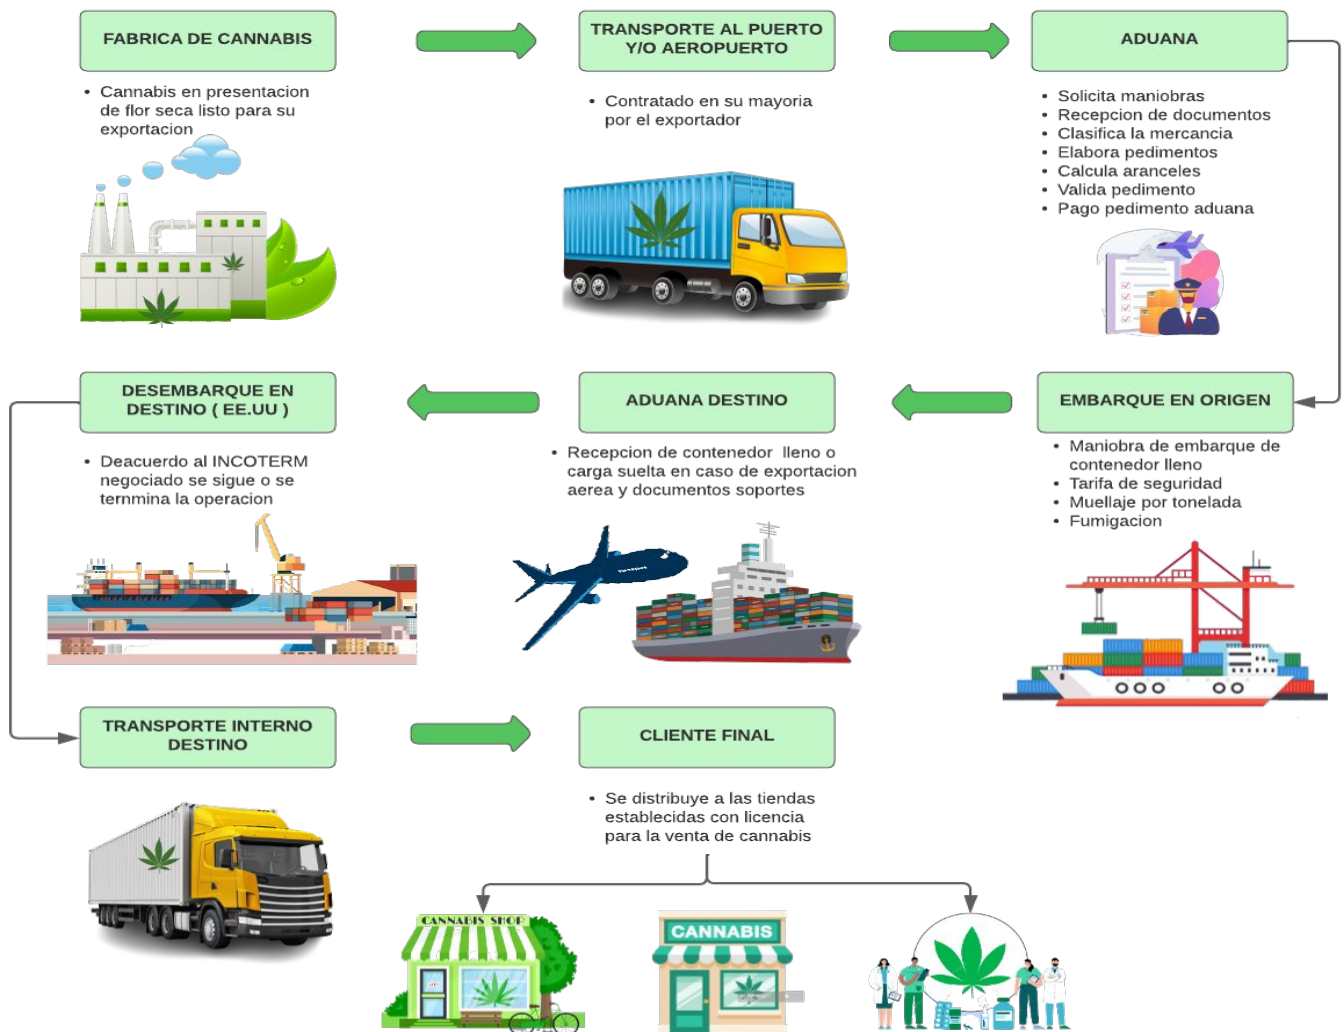 FABRICA DE CANNABIS
• Cannabis en presentacion
de flor seca listo para su
exportacion
TRANSPORTE AL PUERTO
Y/O AEROPUERTO
• Contratado en su mayoria
por el exportador
ADUANA
• Solicita maniobras
• Recepcion de documentos
• Clasifica la mercancia
• Elabora pedimentos
• Calcula aranceles
• Valida pedimento
• Pago pedimento aduana
EMBARQUE EN ORIGEN
• Maniobra de embarque de
contenedor lleno
• Tarifa de seguridad
• Muellaje por tonelada
• Fumigacion
ADUANA DESTINO
• Recepcion de contenedor lleno o
carga suelta en caso de exportacion
aerea y documentos soportes
DESEMBARQUE EN
DESTINO ( EE.UU )
• Deacuerdo al INCOTERM
negociado se sigue o se
ternmina la operacion
TRANSPORTE INTERNO
DESTINO
CLIENTE FINAL
• Se distribuye a las tiendas
establecidas con licencia
para la venta de cannabis
CANNABIS SHOP
CANNABIS